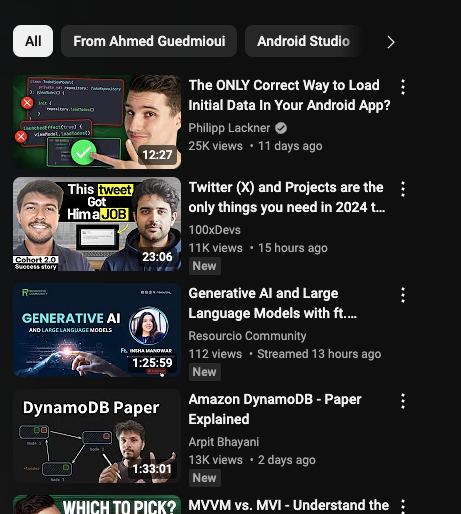 All
From Ahmed Guedmioui
Android Studio
12:27
The ONLY Correct Way to Load
Initial Data In Your Android App?
Philipp Lackner
25K views • 11 days ago
This tweet
Got
Him a JOB
Cohort 2.0
Success story
23:06
Twitter (X) and Projects are the
only things you need in 2024 t...
100xDevs
11K views • 15 hours ago
New
GENERATIVE AI
AND LARGE LANGUAGE MODELS
Ft. INSHA MANOWAR
1:25:59
Generative AI and Large
Language Models with ft....
Resourcio Community
112 views • Streamed 13 hours ago
New
DynamoDB Paper
1:33:01
Amazon DynamoDB - Paper
Explained
Arpit Bhayani
13K views • 2 days ago
New
WHICH TO PICK?
MVVM vs. MVI - Understand the